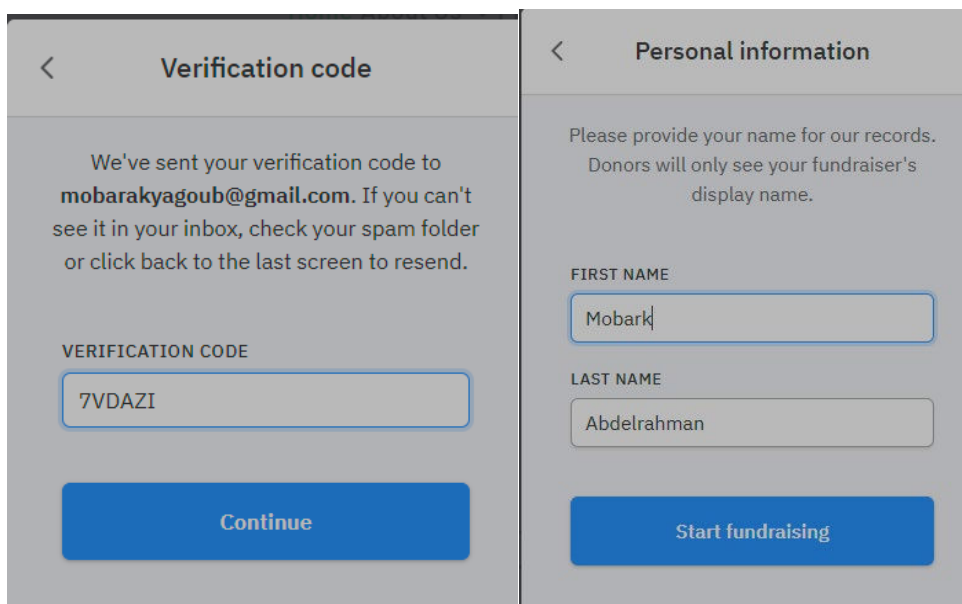 Verification code
We've sent your verification code to
mobarakyagoub@gmail.com. If you can't
see it in your inbox, check your spam folder
or click back to the last screen to resend.
VERIFICATION CODE
7VDAZI
Continue
Personal information
Please provide your name for our records.
Donors will only see your fundraiser's
display name.
FIRST NAME
Mobark
LAST NAME
Abdelrahman
Start fundraising